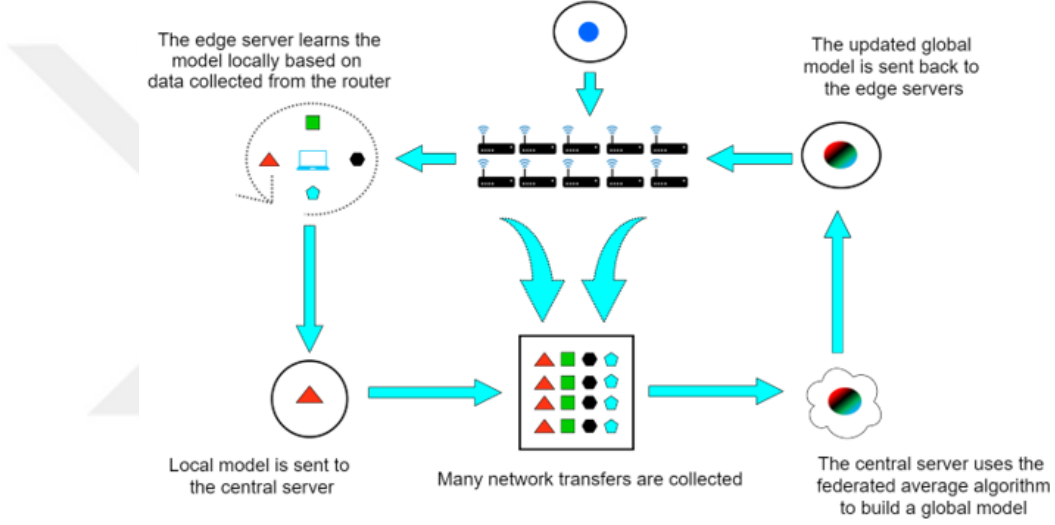 The edge server learns the
model locally based on
data collected from the router
The updated global
model is sent back to
the edge servers
Local model is sent to
the central server
Many network transfers are collected
The central server uses the
federated average algorithm
to build a global model